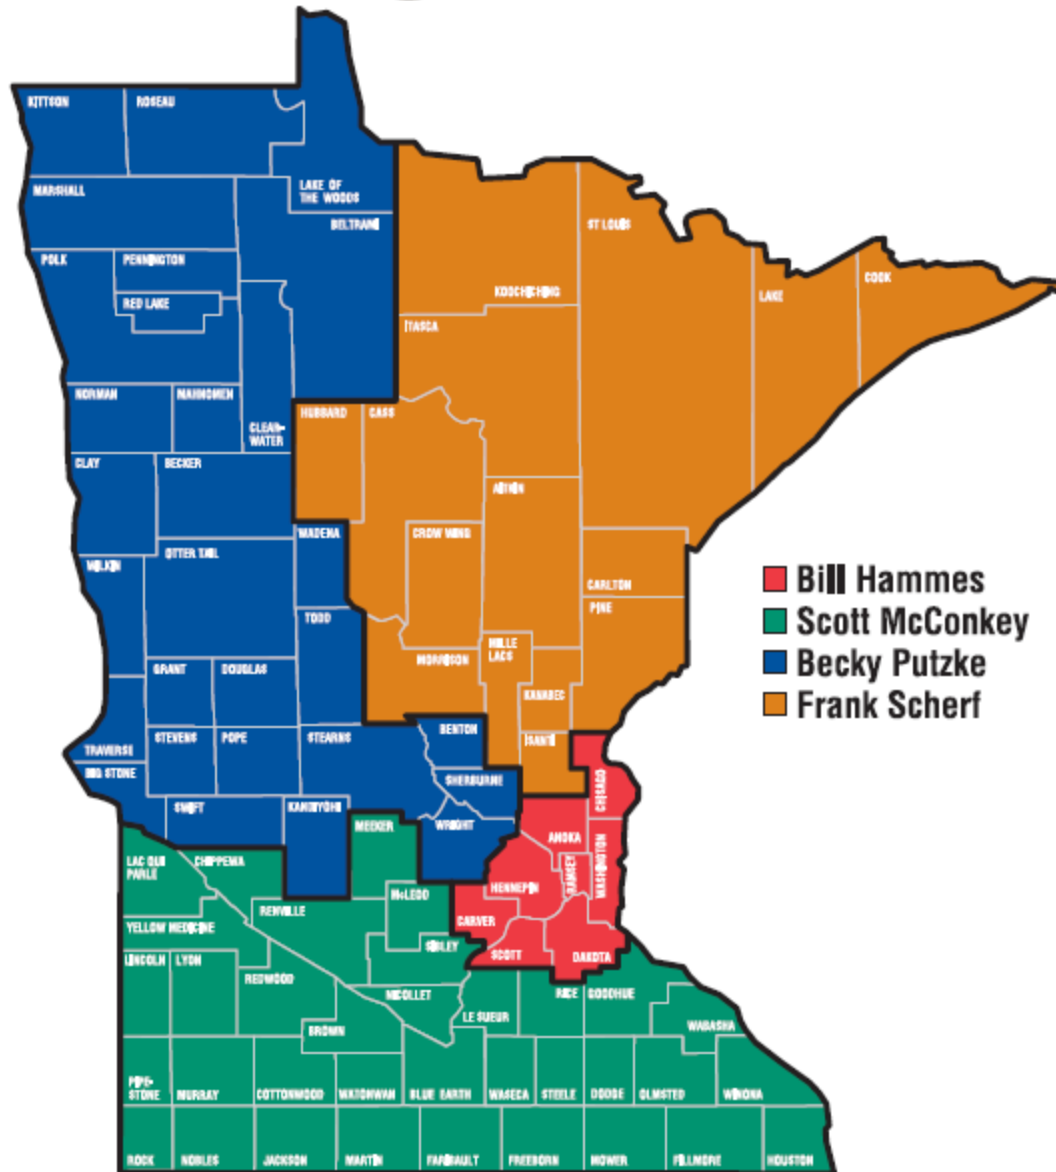 KITTSON
ROSEAU
LAKE OF
THE WOODS
MARSHALL
BELTRAMI
ST LOUIS
POLK
PENNINGTON
RED LAKE
KOOCHICHING
LAKE
COOK
ITASCA
NORMAN
MAHNOMEN
CLEAR-
WATER
HUBBARD
CASS
CLAY
BECKER
AITKIN
WADENA
CROW WING
WILKIN
OTTER TAIL
CARLTON
PINE
TODD
GRANT
DOUGLAS
MORRISON
MILLE
LACS
KANABEC
Bill Hammes
Scott McConkey
Becky Putzke
Frank Scherf
TRAVERSE
STEVENS
POPE
STEARNS
BENTON
ISANTI
BIG STONE
SHERBURNE
CHISAGO
SWIFT
KANDIYOHI
MEEKER
WRIGHT
ANOKA
LAC QUI
PARLE
CHIPPEWA
HENNEPIN
RAMSEY
WASHINGTON
McLEOD
RENVILLE
CARVER
YELLOW MEDICINE
SIBLEY
SCOTT
DAKOTA
LINCOLN
LYON
REDWOOD
NICOLLET
RICE
GOODHUE
LE SUEUR
BROWN
WABASHA
PIPE-
STONE
MURRAY
COTTONWOOD
WATONWAN
BLUE EARTH
WASECA
STEELE
DODGE
OLMSTED
WINONA
ROCK
NOBLES
JACKSON
MARTIN
FARIBAULT
FREEBORN
MOWER
FILLMORE
HOUSTON